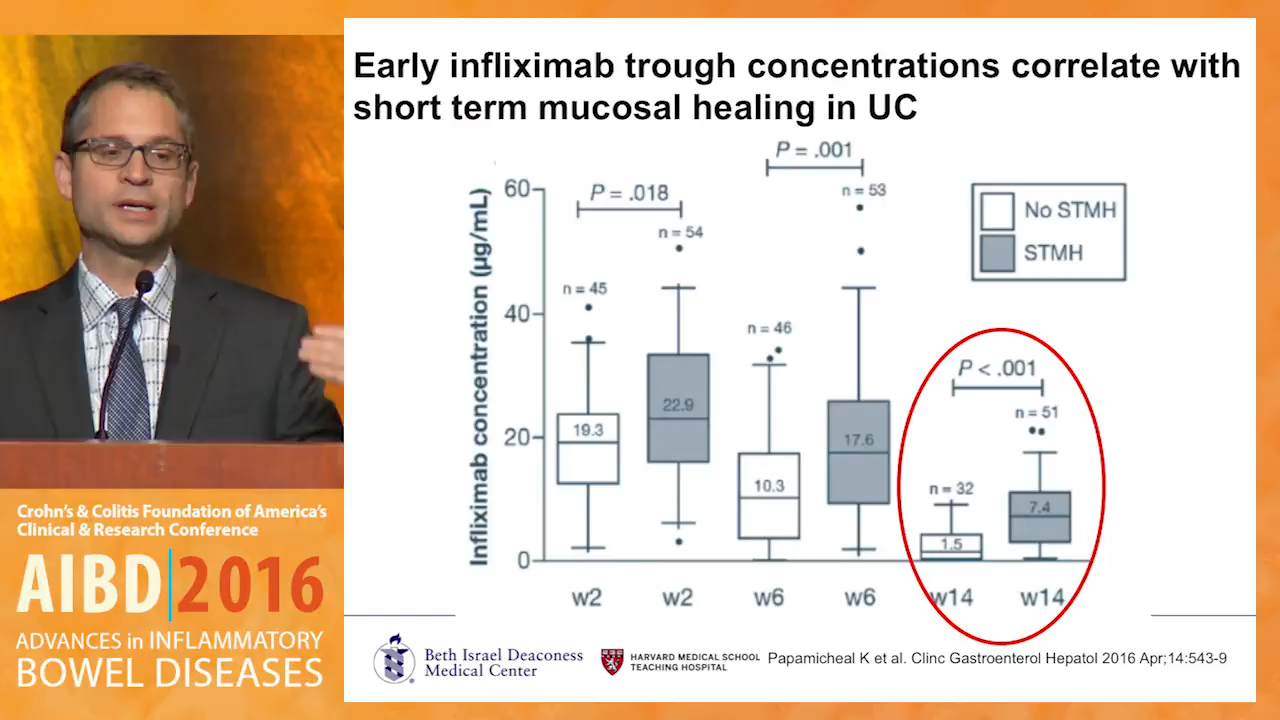 Early infliximab trough concentrations correlate with
short term mucosal healing in UC
P = .001
P = .018
n = 53
n = 54
n = 45
n = 46
P < .001
n = 51
n = 32
No STMH
STMH
Infliximab concentration (µg/mL)
60
40
20
0
19.3
22.9
10.3
17.6
1.5
7.4
w2
w2
w6
w6
w14
w14
Beth Israel Deaconess
Medical Center
HARVARD MEDICAL SCHOOL
TEACHING HOSPITAL
Papamicheal K et al. Clinc Gastroenterol Hepatol 2016 Apr;14:543-9
Crohn's & Colitis Foundation of America's
Clinical & Research Conference
AIBD 2016
ADVANCES in INFLAMMATORY
BOWEL DISEASES